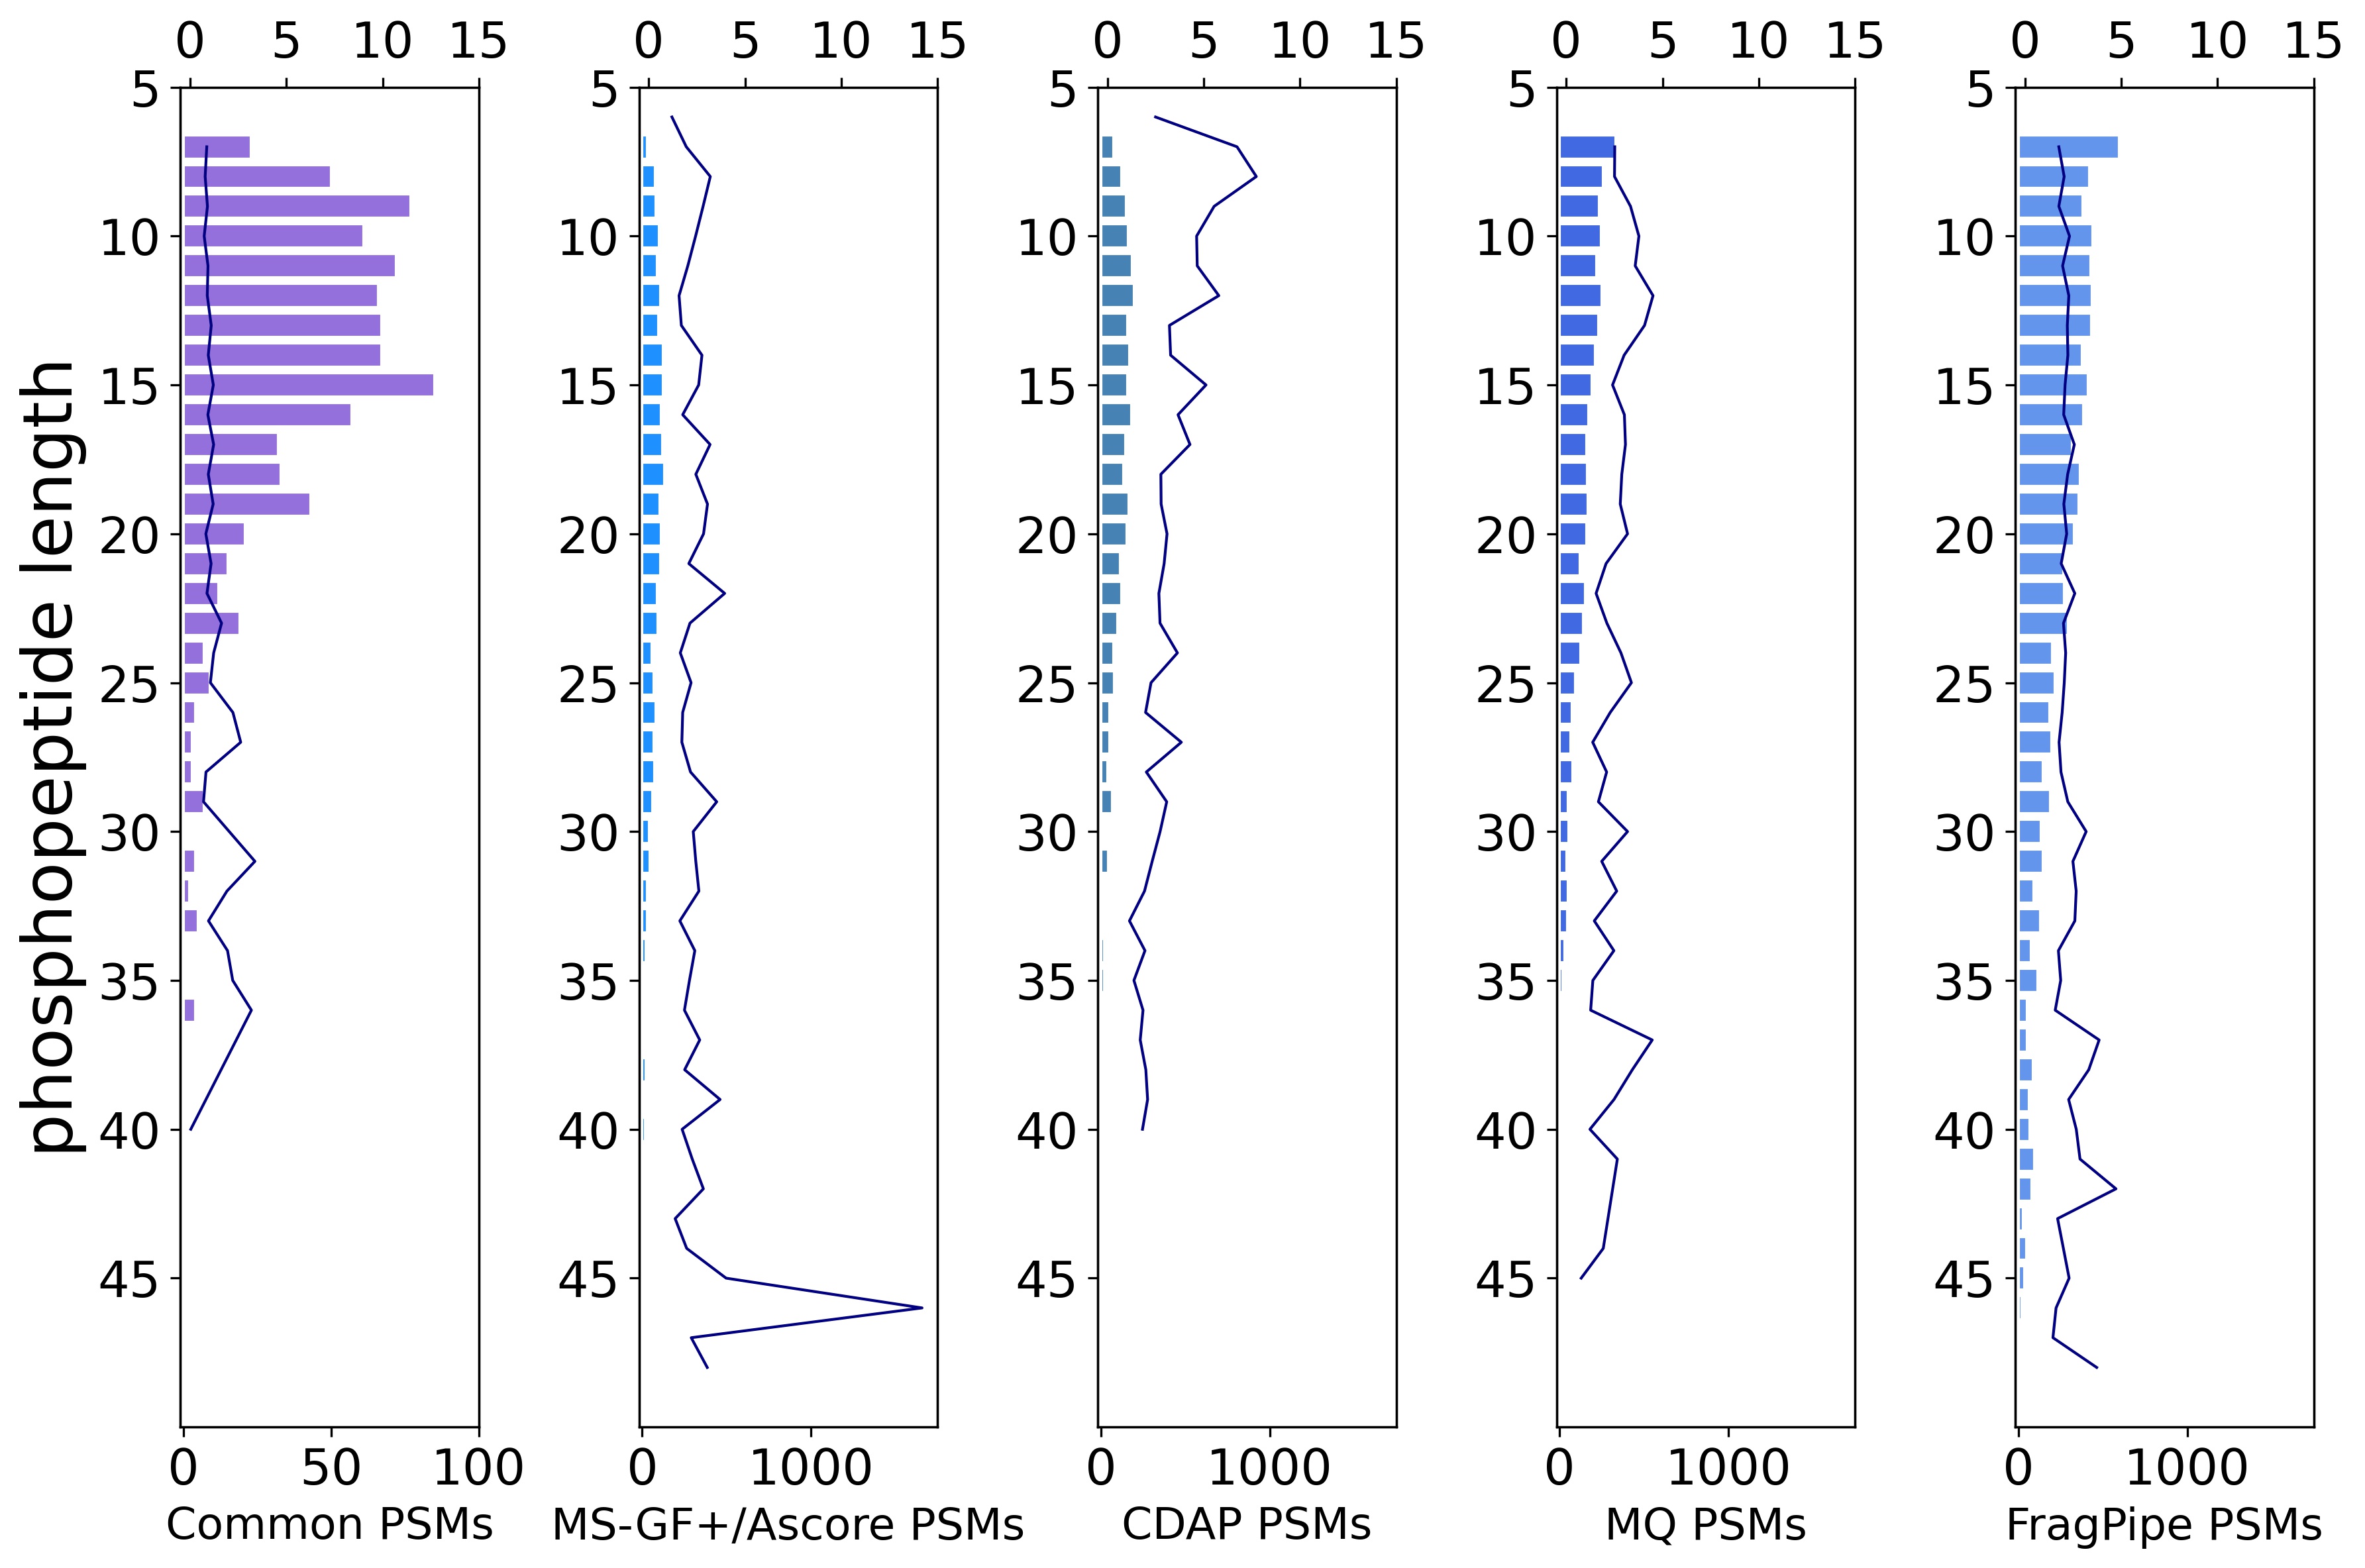 0 5 10 15 0 5 10 15 0 5 10 15 0 5 10 15 0 5 10 15
5 5 5 5 5
10 10 10 10 10
15 15 15 15 15
20 20 20 20 20
25 25 25 25 25
30 30 30 30 30
35 35 35 35 35
40 40 40 40 40
45 45 45 45 45
phosphopeptide length
0 50 100 0 1000 0 1000 0 1000 0 1000
Common PSMs MS-GF+/Ascore PSMs CDAP PSMs MQ PSMs FragPipe PSMs